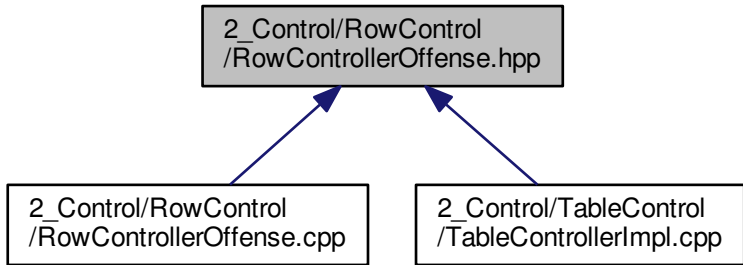 2_Control/RowControl
/RowControllerOffense.hpp
2_Control/RowControl
/RowControllerOffense.cpp
2_Control/TableControl
/TableControllerImpl.cpp